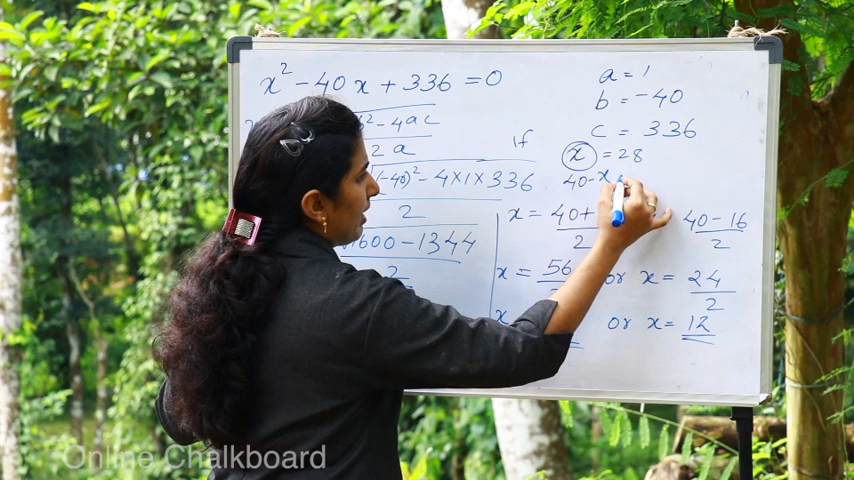 x² - 40x + 336 = 0
a = 1
b = -40
² - 4ac
2a
c = 336
if
x = 28
(-40)² - 4×1×336
40 - x
2
x = 40+
2
40 - 16
2
1600 - 1344
2
x = 56
or x = 24
2
x
or x = 12
Online Chalkboard